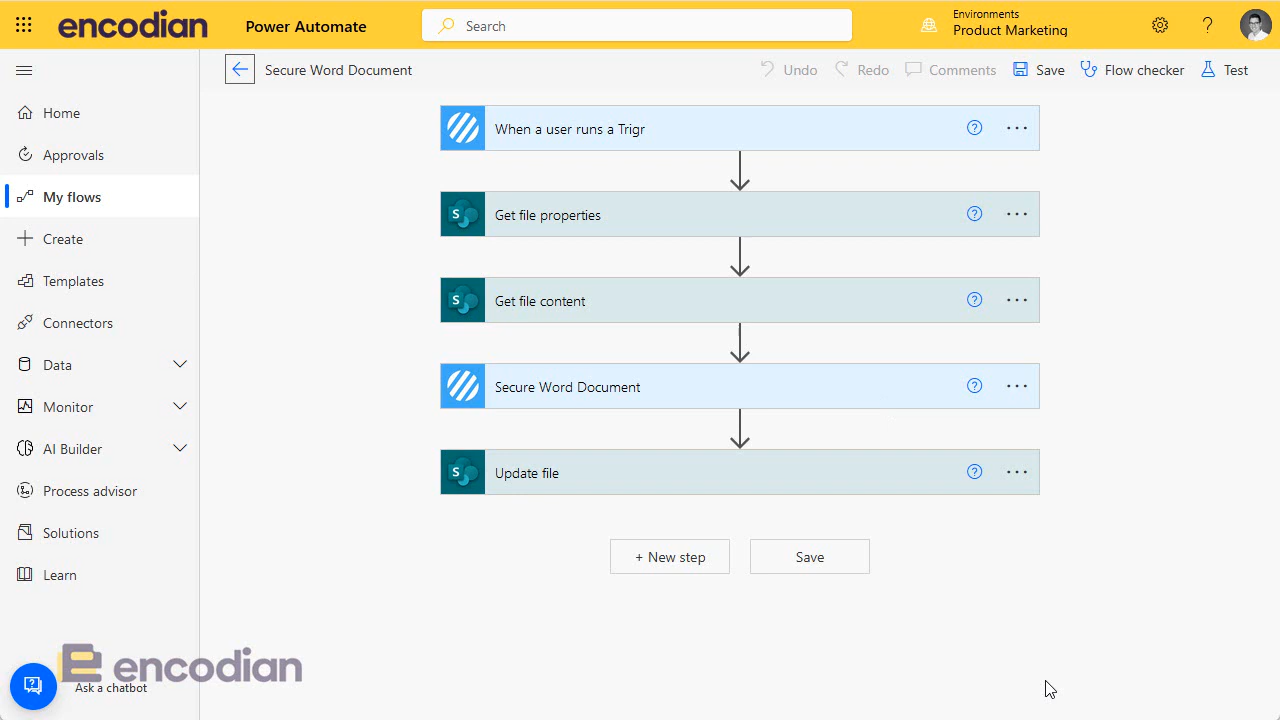 encodian
Power Automate
Search
Environments
Product Marketing
Secure Word Document
Undo
Redo
Comments
Save
Flow checker
Test
Home
Approvals
My flows
Create
Templates
Connectors
Data
Monitor
AI Builder
Process advisor
Solutions
Learn
Ask a chatbot
When a user runs a Trigr
S Get file properties
S Get file content
Secure Word Document
S Update file
+ New step
Save
encodian